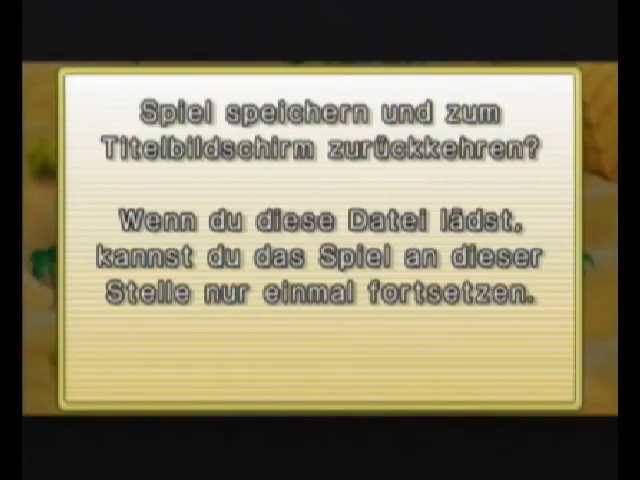 Spiel speichern und zum
Titelbildschirm zurückkehren?
Wenn du diese Datei lädst,
kannst du das Spiel an dieser
Stelle nur einmal fortsetzen.